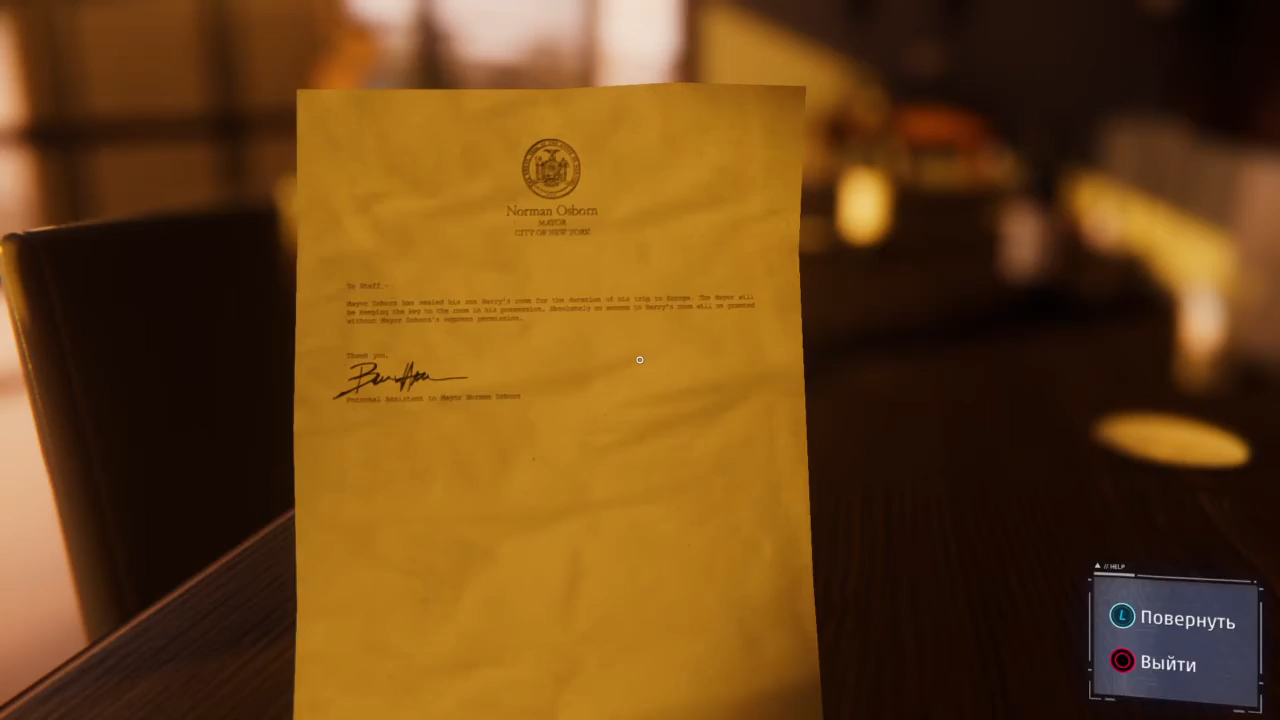 Norman Osborn
MAYOR
CITY OF NEW YORK
To Staff -
Mayor Osborn has sealed his son Harry's room for the duration of his trip to Europe. The Mayor will
be keeping the key to the room in his possession. Absolutely no access to Harry's room will be granted
without Mayor Osborn's express permission.
Thank you,
Personal Assistant to Mayor Norman Osborn
▲ // HELP
L Повернуть
Выйти